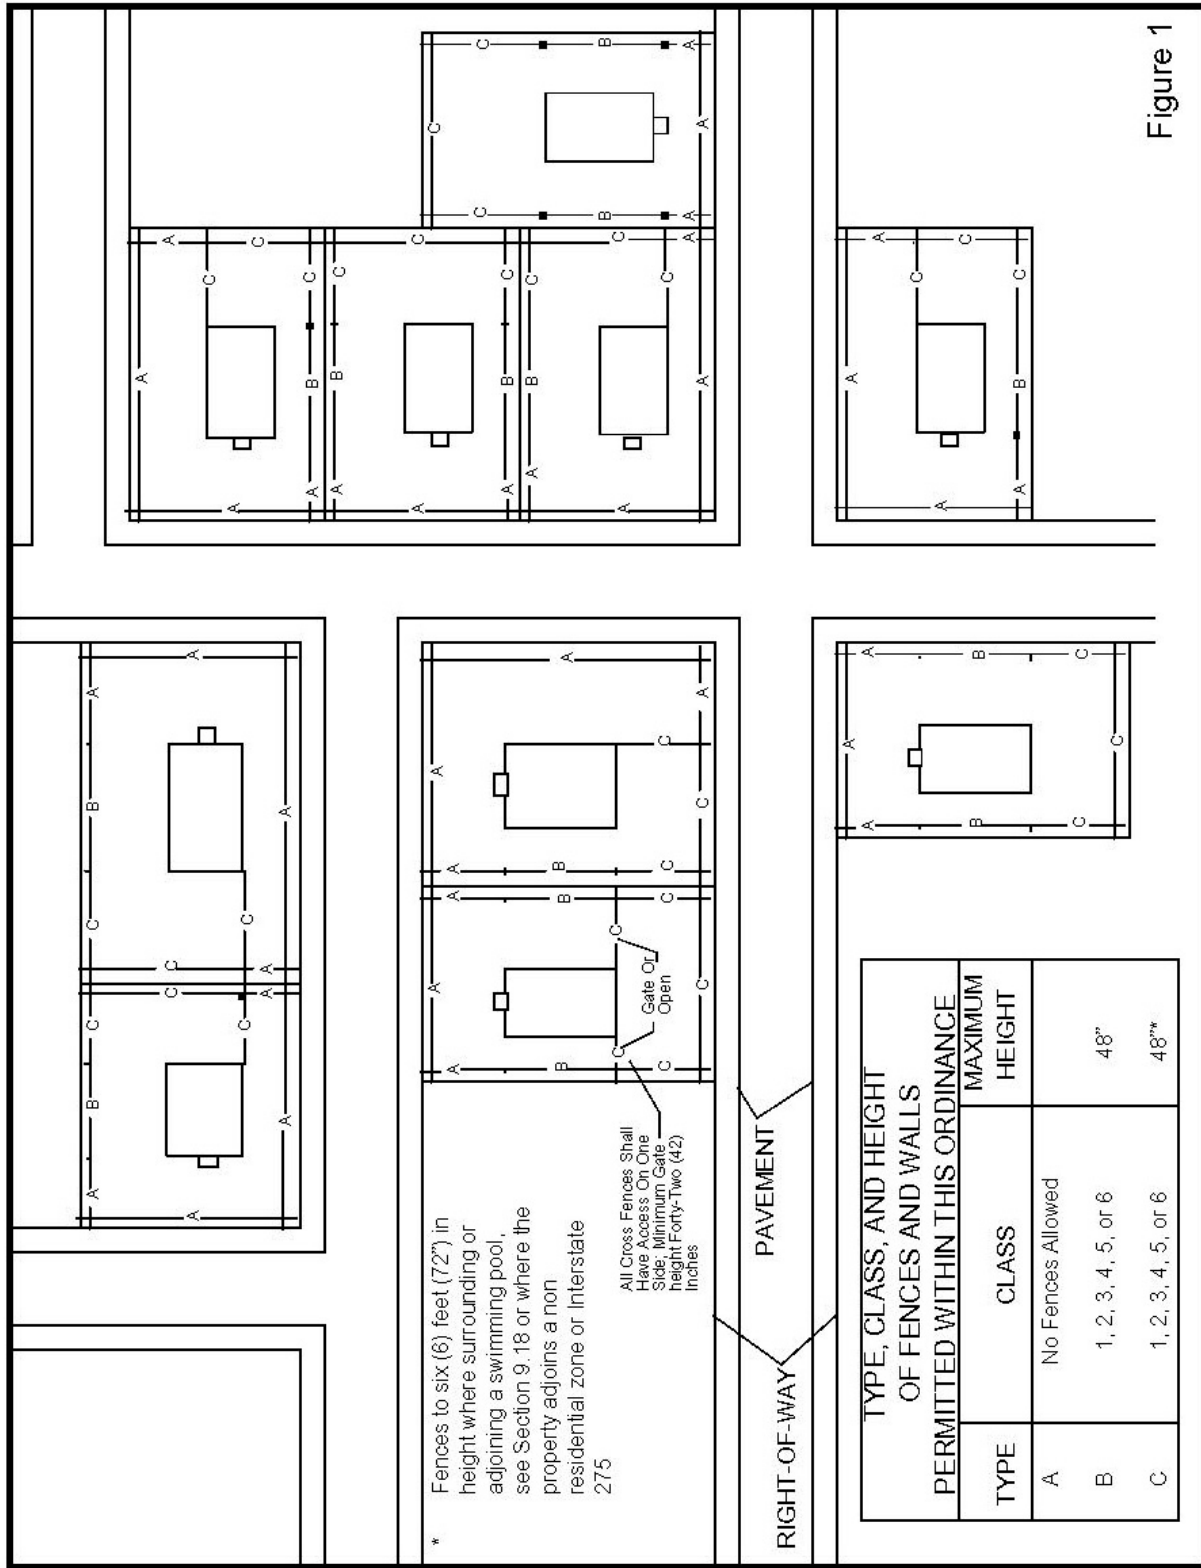 A B C C B A
A C C A
C C
A A
A A
A
A
C
A C
A B C
A B C
A C
A B C
A B C
A C
C
A
A
C
C C
B B
A A
A
* Fences to six (6) feet (72") in
height where surrounding or
adjoining a swimming pool,
see Section 9.18 or where the
property adjoins a non
residential zone or Interstate
275
A A
A A A
B B B A
C C
C C C C
C C A
All Cross Fences Shall
Have Access On One
Side; Minimum Gate
height Forty-Two (42)
Inches
Gate Or
Open
PAVEMENT
RIGHT-OF-WAY
A
A A
B B
C C
C
A
A
C
A C
A B C
TYPE, CLASS, AND HEIGHT
OF FENCES AND WALLS
PERMITTED WITHIN THIS ORDINANCE
TYPE CLASS MAXIMUM HEIGHT
A No Fences Allowed
B 1, 2, 3, 4, 5, or 6 48"
C 1, 2, 3, 4, 5, or 6 48"*
Figure 1